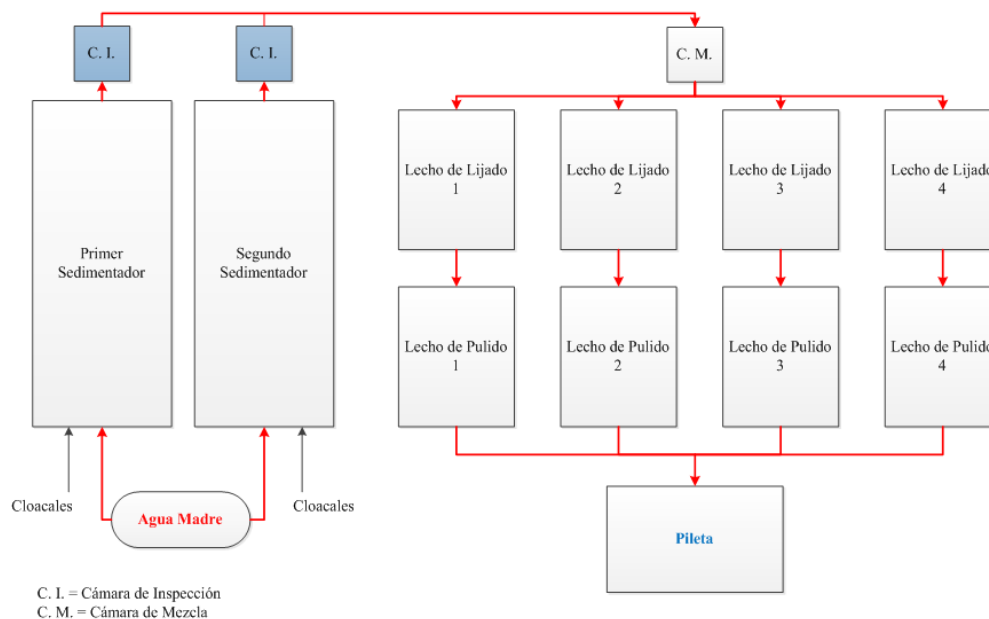 C. I.
C. I.
C. M.
Lecho de Lijado
1
Lecho de Lijado
2
Lecho de Lijado
3
Lecho de Lijado
4
Primer
Sedimentador
Segundo
Sedimentador
Lecho de Pulido
1
Lecho de Pulido
2
Lecho de Pulido
3
Lecho de Pulido
4
Cloacales
Agua Madre
Cloacales
Pileta
C. I. = Cámara de Inspección
C. M. = Cámara de Mezcla